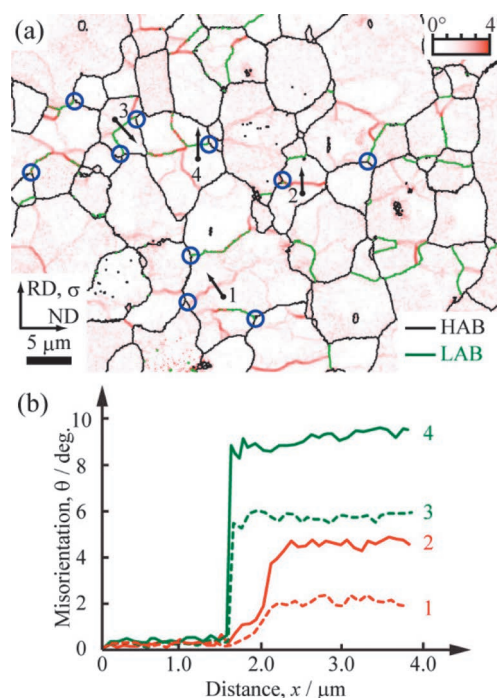 (a)
0° 4
3
4
2
1
RD, σ
ND
5 μm
HAB
LAB
(b)
Misorientation, θ / deg.
10
8
6
4
2
0
4
3
2
1
0 1.0 2.0 3.0 4.0
Distance, x / μm